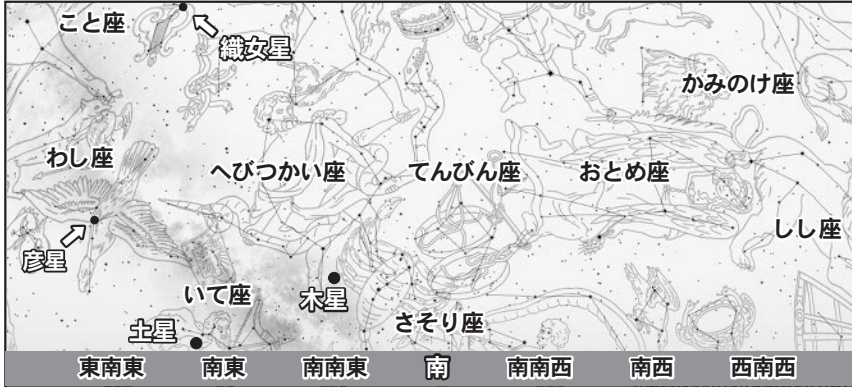 こと座
織女星
かみのけ座
わし座
へびつかい座
てんびん座
おとめ座
しし座
彦星
いて座
木星
さそり座
土星
東南東 南東 南南東 南 南南西 南西 西南西